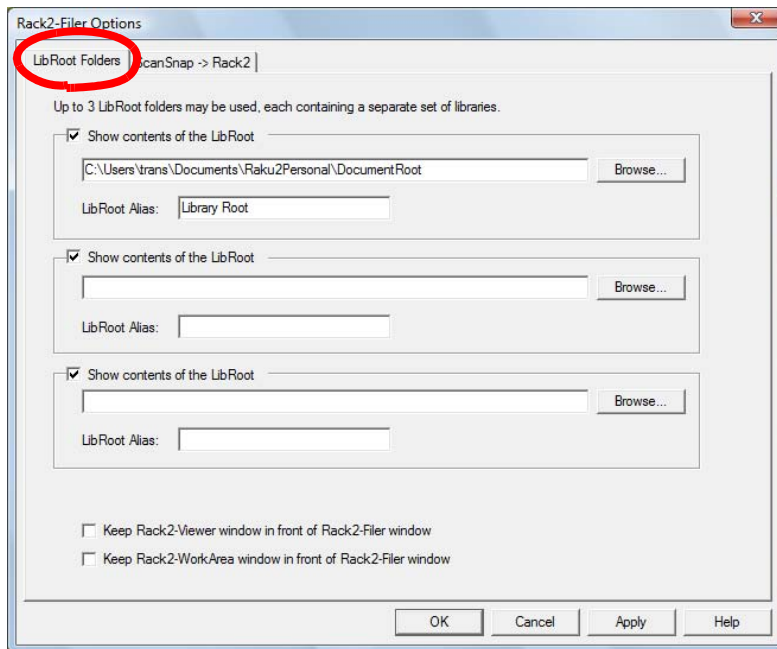 Rack2-Filer Options
LibRoot Folders ScanSnap -> Rack2
Up to 3 LibRoot folders may be used, each containing a separate set of libraries.
Show contents of the LibRoot
C:\Users\trans\Documents\Raku2Personal\DocumentRoot Browse...
LibRoot Alias: Library Root
Show contents of the LibRoot
Browse...
LibRoot Alias:
Show contents of the LibRoot
Browse...
LibRoot Alias:
Keep Rack2-Viewer window in front of Rack2-Filer window
Keep Rack2-WorkArea window in front of Rack2-Filer window
OK Cancel Apply Help